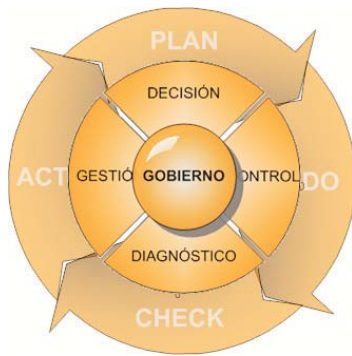 PLAN
DECISIÓN
ACT GESTIÓ GOBIERNO ONTROL DO
DIAGNÓSTICO
CHECK